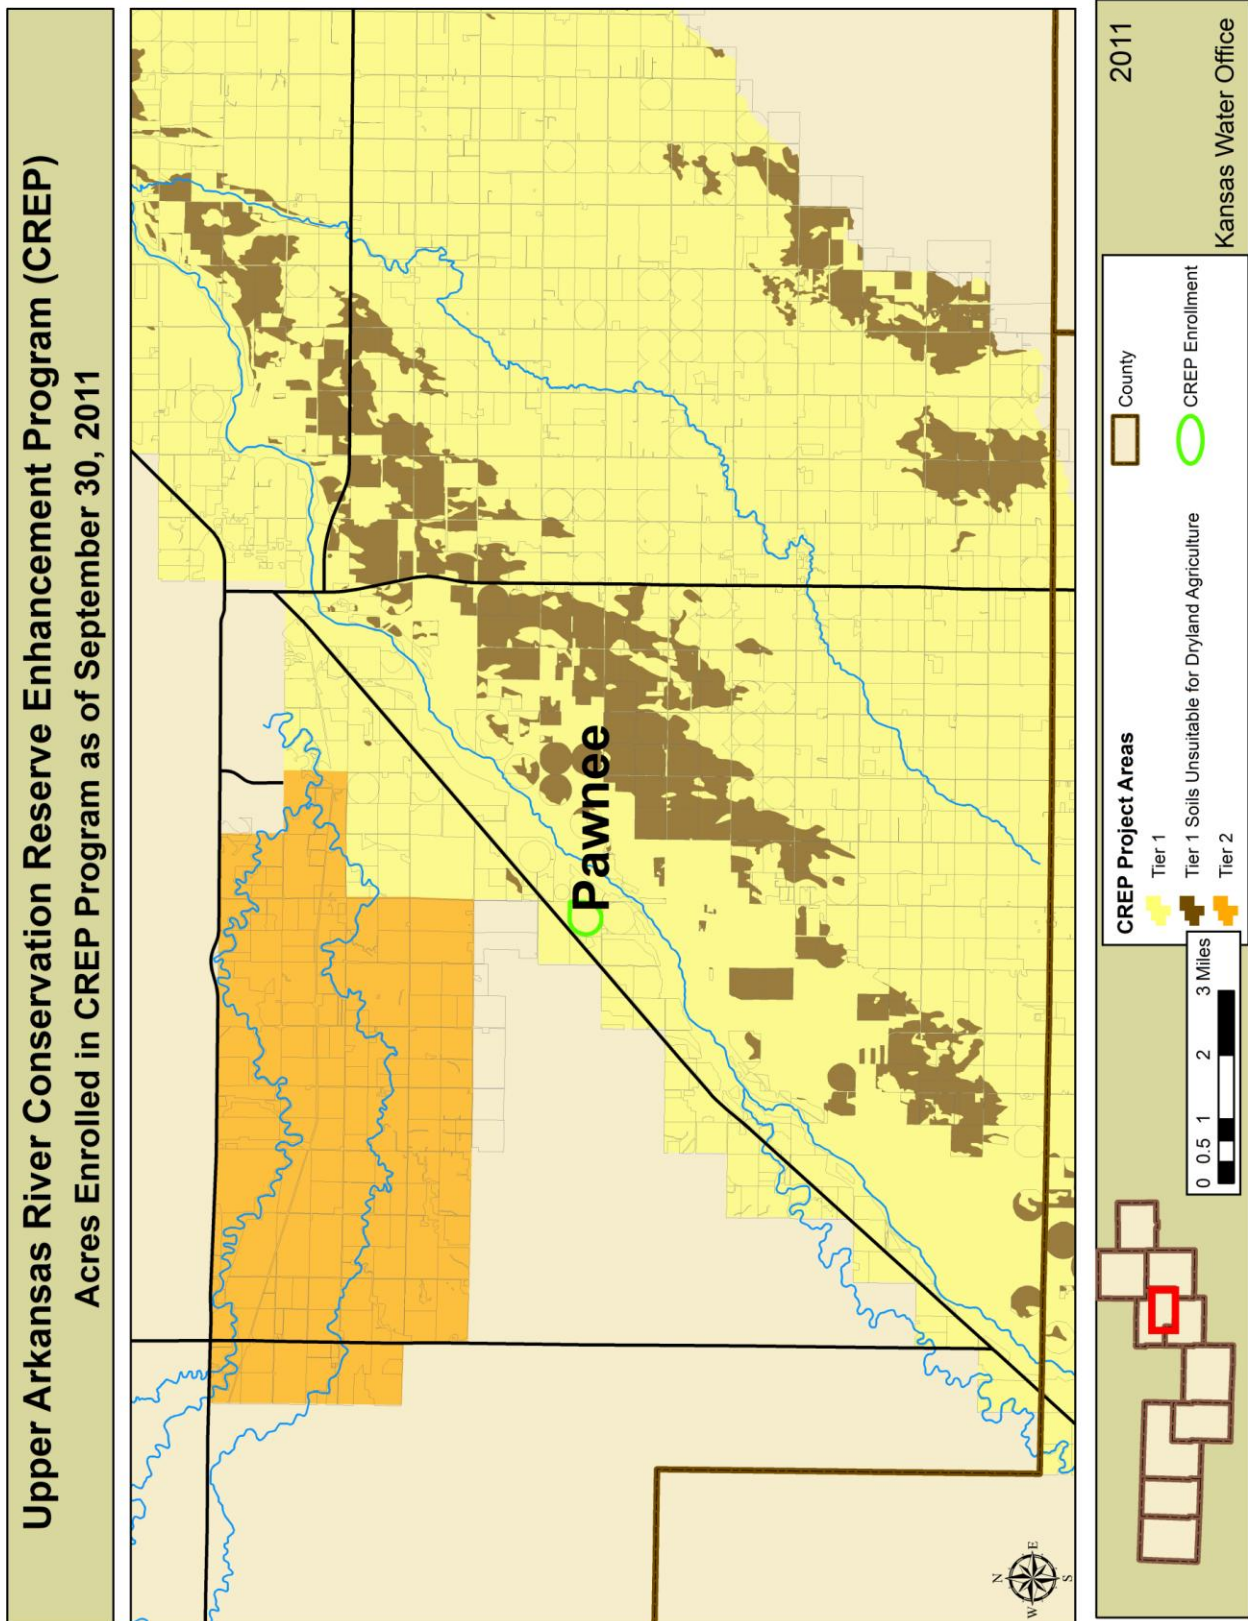 Upper Arkansas River Conservation Reserve Enhancement Program (CREP)
Acres Enrolled in CREP Program as of September 30, 2011
Pawnee
N
W
E
S
0 0.5 1 2 3 Miles
CREP Project Areas
Tier 1
Tier 1 Soils Unsuitable for Dryland Agriculture
Tier 2
County
CREP Enrollment
2011
Kansas Water Office